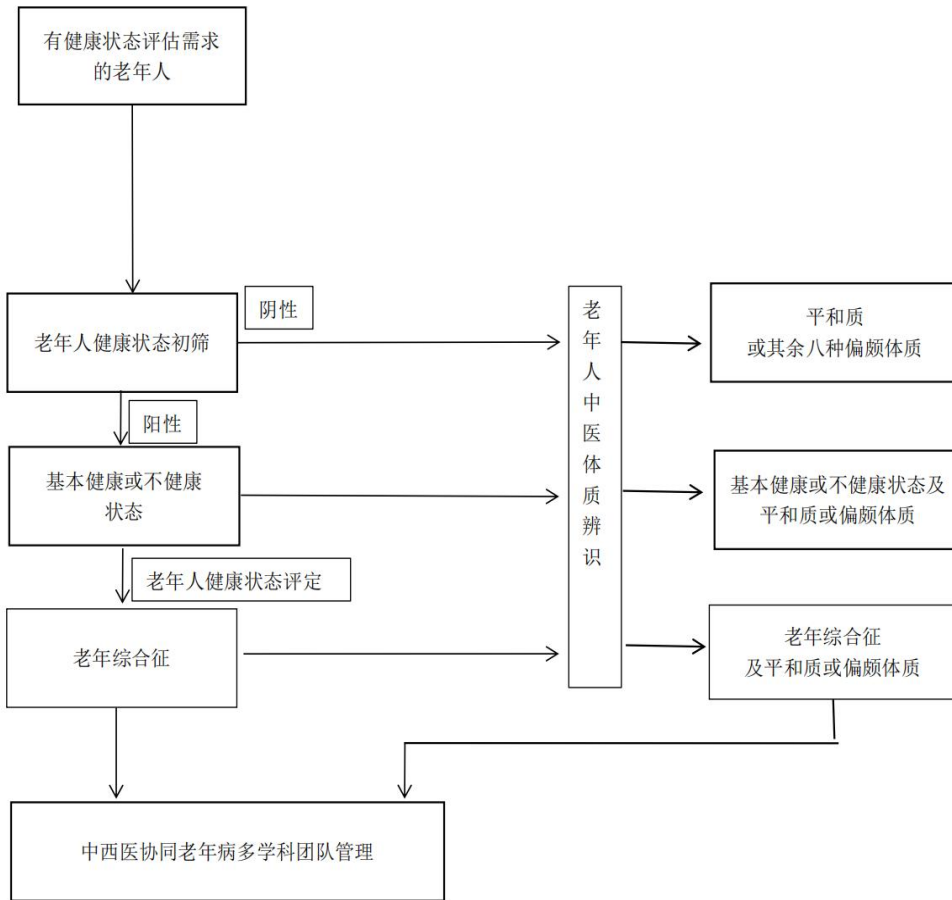 有健康状态评估需求
的老年人
老年人健康状态初筛
阴性
老年人中医体质辨识
平和质
或其余八种偏颇体质
阳性
基本健康或不健康
状态
基本健康或不健康状态及
平和质或偏颇体质
老年人健康状态评定
老年综合征
老年综合征
及平和质或偏颇体质
中西医协同老年病多学科团队管理